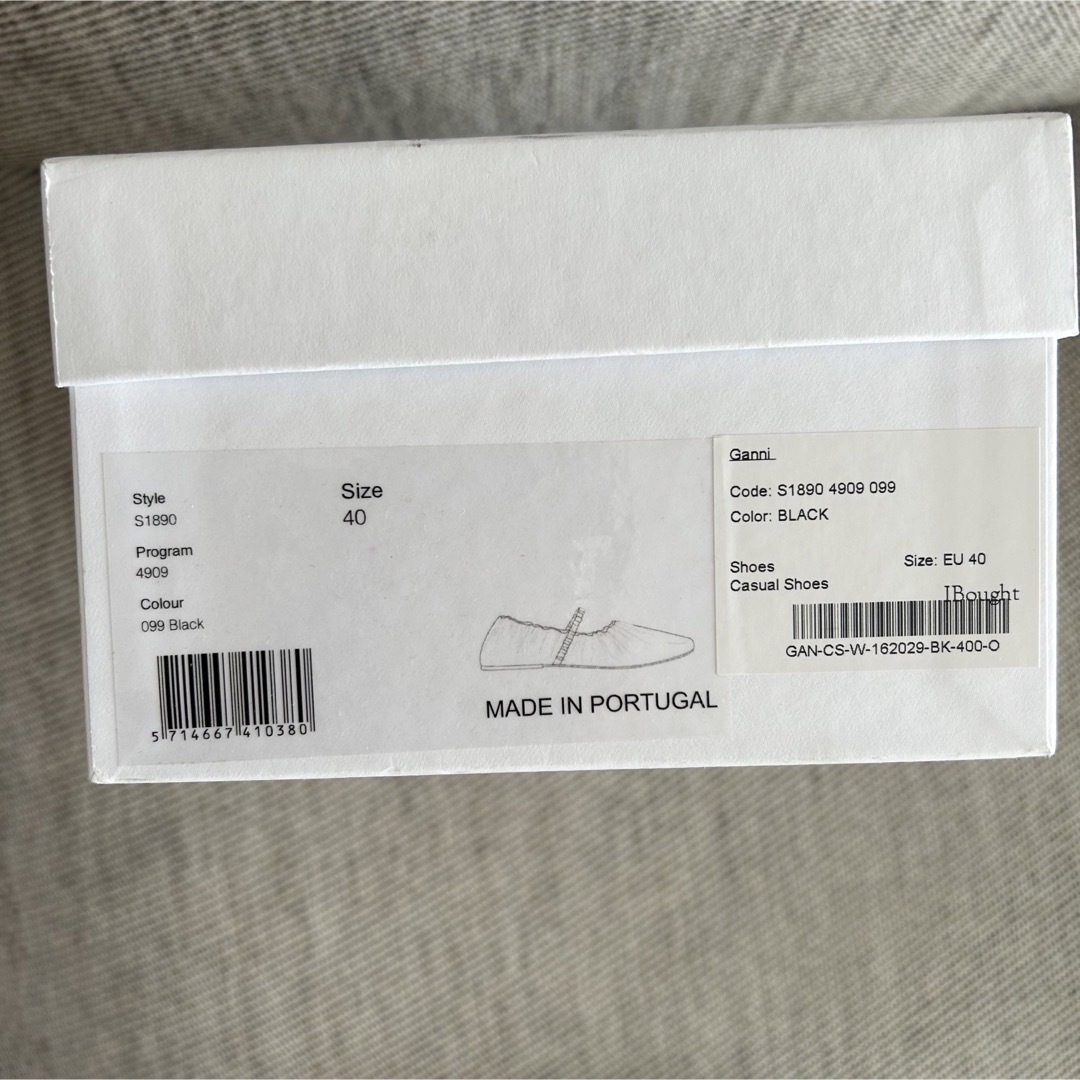 Style
S1890
Program
4909
Colour
099 Black
5 714667 410380
Size
40
MADE IN PORTUGAL
Ganni
Code: S1890 4909 099
Color: BLACK
Shoes
Size: EU 40
Casual Shoes
IBought
GAN-CS-W-162029-BK-400-O